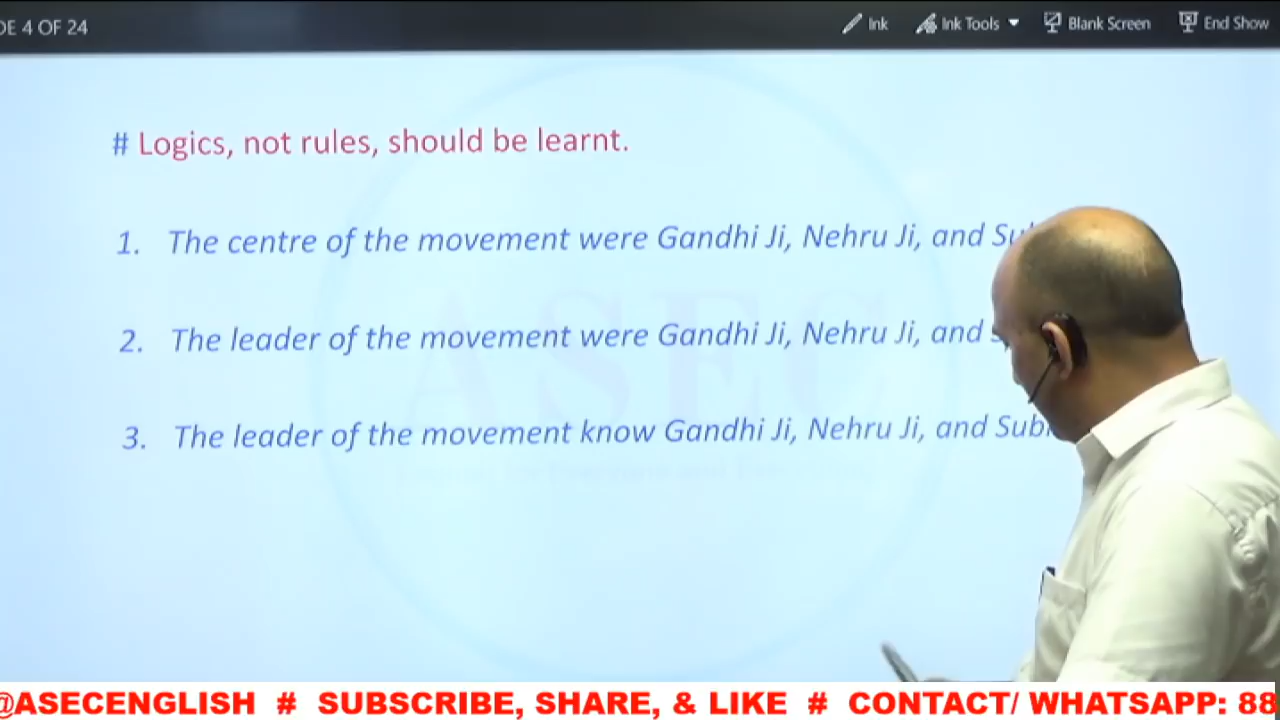 4 OF 24
Ink
Ink Tools
Blank Screen
End Show
# Logics, not rules, should be learnt.
1. The centre of the movement were Gandhi Ji, Nehru Ji, and
2. The leader of the movement were Gandhi Ji, Nehru Ji, and
3. The leader of the movement know Gandhi Ji, Nehru Ji, and
ASEC
@ASECENGLISH # SUBSCRIBE, SHARE, & LIKE # CONTACT/ WHATSAPP: 88